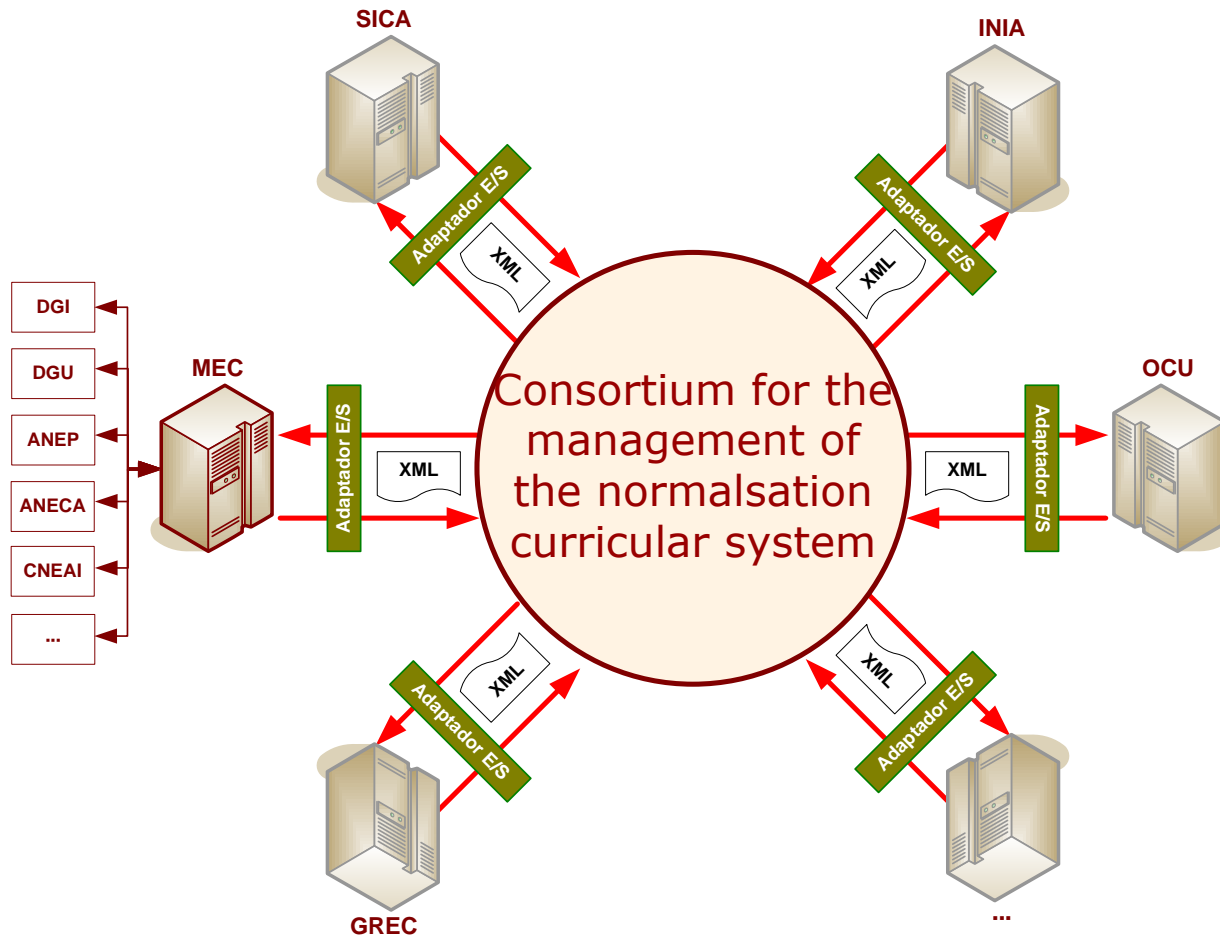 SICA
INIA
Adaptador E/S
XML
Adaptador E/S
XML
DGI
DGU
ANEP
ANECA
CNEAI
...
MEC
Adaptador E/S
XML
Consortium for the
management of
the normalsation
curricular system
XML
Adaptador E/S
OCU
XML
Adaptador E/S
GREC
XML
Adaptador E/S
...